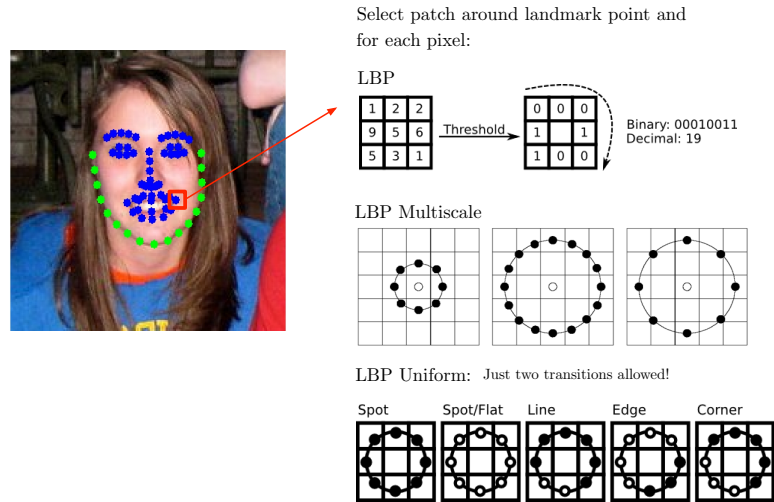 Select patch around landmark point and
for each pixel:
LBP
1 2 2
9 5 6
5 3 1
Threshold
0 0 0
1 1
1 0 0
Binary: 00010011
Decimal: 19
LBP Multiscale
LBP Uniform: Just two transitions allowed!
Spot Spot/Flat Line Edge Corner